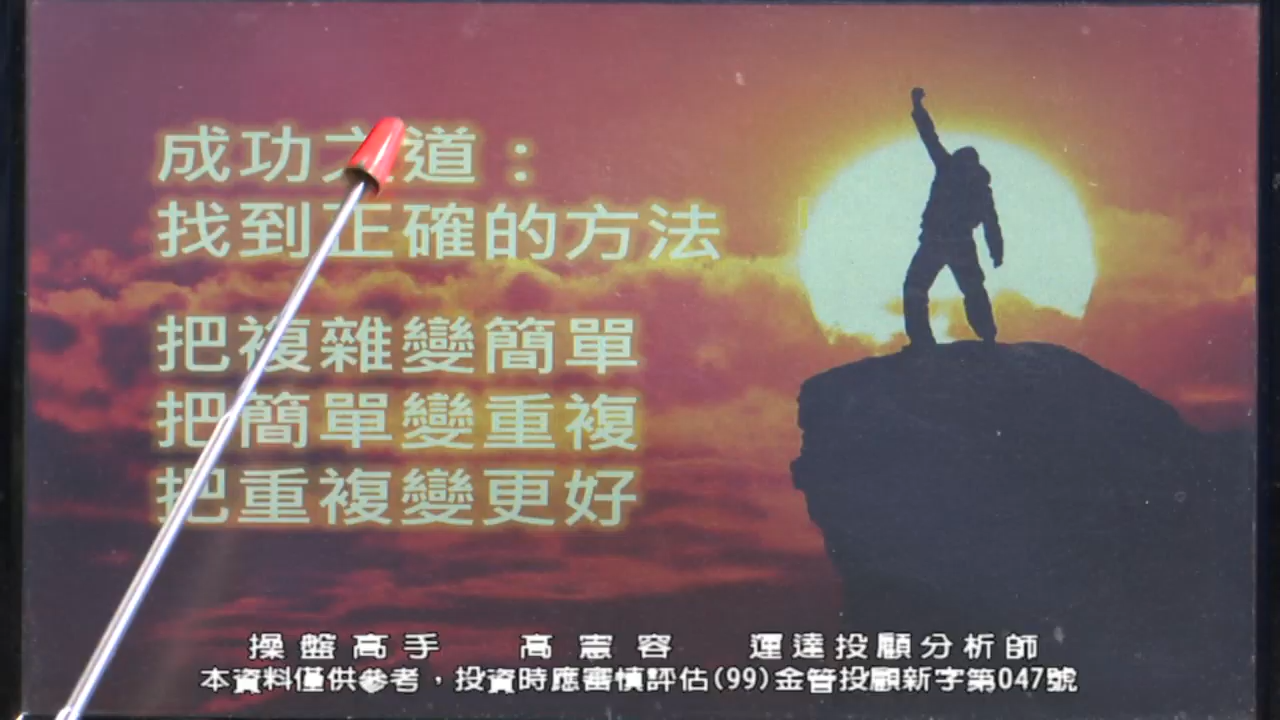 成功之道：
找到正確的方法
把複雜變簡單
把簡單變重複
把重複變更好
操盤高手 高憲容 運達投顧分析師
本資料僅供參考，投資時應審慎評估(99)金管投顧新字第047號